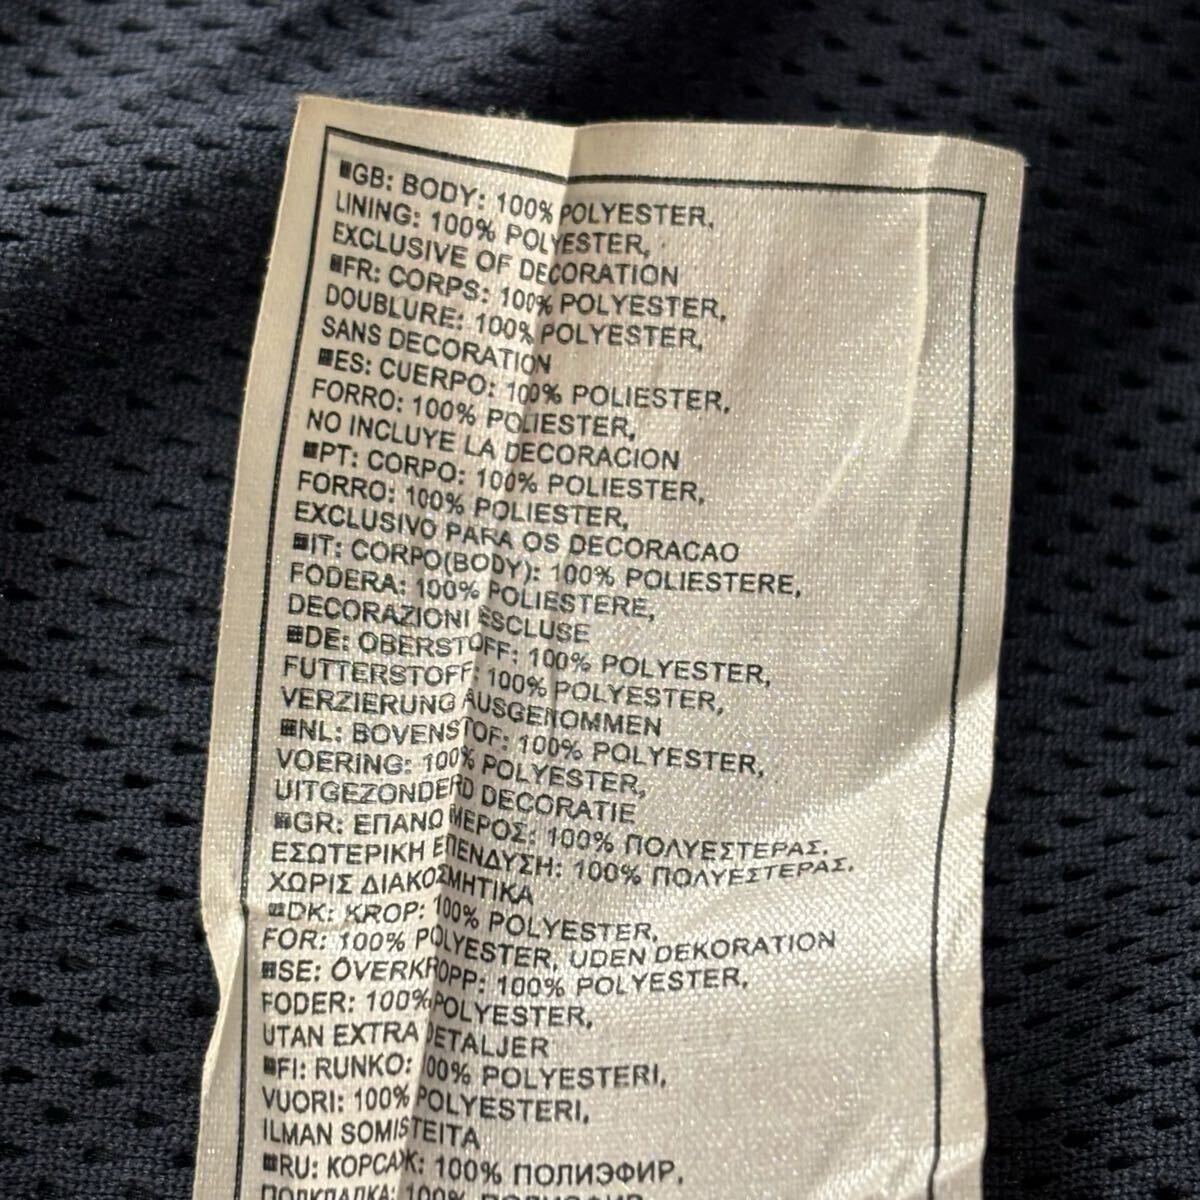 GB: BODY: 100% POLYESTER,
LINING: 100% POLYESTER,
EXCLUSIVE OF DECORATION
FR: CORPS: 100% POLYESTER,
DOUBLURE: 100% POLYESTER,
SANS DECORATION
ES: CUERPO: 100% POLIESTER,
FORRO: 100% POLIESTER,
NO INCLUYE LA DECORACION
PT: CORPO: 100% POLIESTER,
FORRO: 100% POLIESTER,
EXCLUSIVO PARA OS DECORACAO
IT: CORPO(BODY): 100% POLIESTERE,
FODERA: 100% POLIESTERE,
DECORAZIONI ESCLUSE
DE: OBERSTOFF: 100% POLYESTER,
FUTTERSTOFF: 100% POLYESTER,
VERZIERUNG AUSGENOMMEN
NL: BOVENSTOF: 100% POLYESTER,
VOERING: 100% POLYESTER,
UITGEZONDERD DECORATIE
GR: ΕΠΑΝΩ ΜΕΡΟΣ: 100% ΠΟΛΥΕΣΤΕΡΑΣ.
ΕΣΩΤΕΡΙΚΗ ΕΠΕΝΔΥΣΗ: 100% ΠΟΛΥΕΣΤΕΡΑΣ.
ΧΩΡΙΣ ΔΙΑΚΟΣΜΗΤΙΚΑ
DK: KROP: 100% POLYESTER,
FOR: 100% POLYESTER, UDEN DEKORATION
SE: ÖVERKROPP: 100% POLYESTER,
FODER: 100% POLYESTER,
UTAN EXTRA DETALJER
FI: RUNKO: 100% POLYESTERI,
VUORI: 100% POLYESTERI,
ILMAN SOMISTEITA
RU: КОРСАЖ: 100% ПОЛИЭФИР,
ПОДКЛАДКА: 100% ПОЛИЭФИР